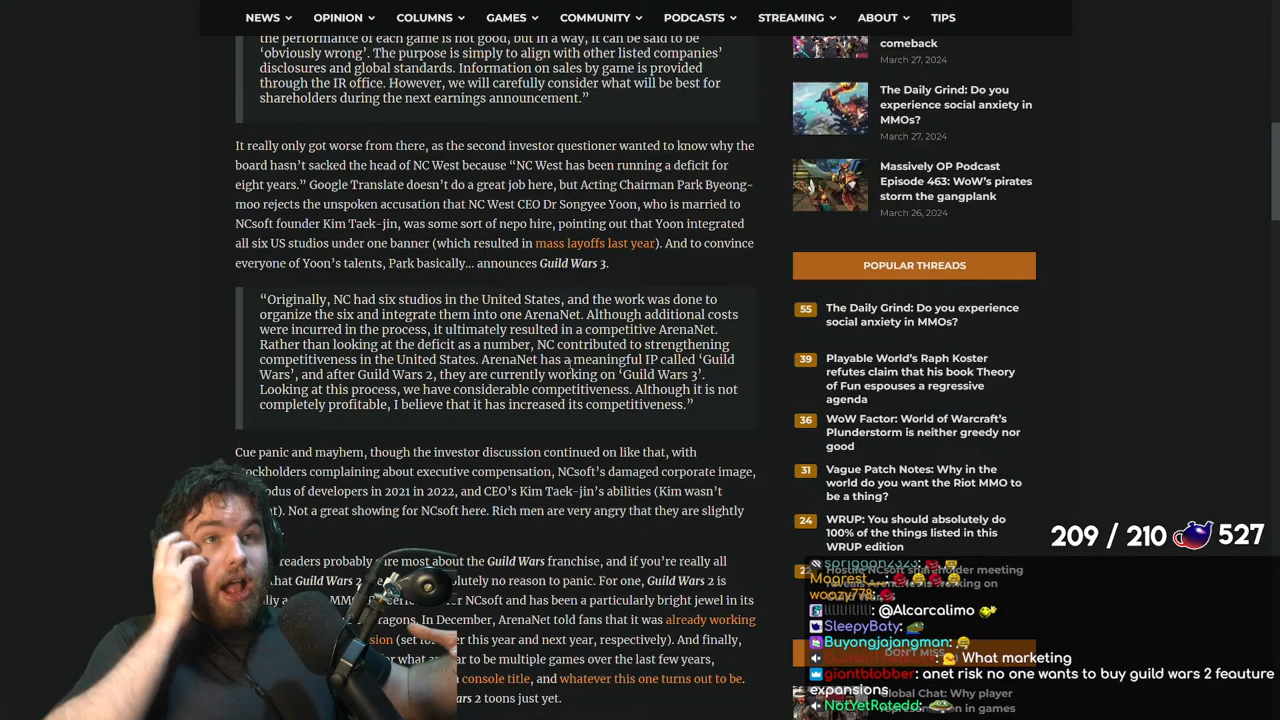 NEWS OPINION COLUMNS GAMES COMMUNITY PODCASTS STREAMING ABOUT TIPS
the performance of each game is not good, but in a way, it can be said to be
‘obviously wrong’. The purpose is simply to align with other listed companies’
disclosures and global standards. Information on sales by game is provided
through the IR office. However, we will carefully consider what will be best for
shareholders during the next earnings announcement.”
It really only got worse from there, as the second investor questioner wanted to know why the
board hasn’t sacked the head of NC West because “NC West has been running a deficit for
eight years.” Google Translate doesn’t do a great job here, but Acting Chairman Park Byeong-
moo rejects the unspoken accusation that NC West CEO Dr Songyee Yoon, who is married to
NCsoft founder Kim Taek-jin, was some sort of nepo hire, pointing out that Yoon integrated
all six US studios under one banner (which resulted in mass layoffs last year). And to convince
everyone of Yoon’s talents, Park basically… announces Guild Wars 3.
“Originally, NC had six studios in the United States, and the work was done to
organize the six and integrate them into one ArenaNet. Although additional costs
were incurred in the process, it ultimately resulted in a competitive ArenaNet.
Rather than looking at the deficit as a number, NC contributed to strengthening
competitiveness in the United States. ArenaNet has a meaningful IP called ‘Guild
Wars’, and after Guild Wars 2, they are currently working on ‘Guild Wars 3’.
Looking at this process, we have considerable competitiveness. Although it is not
completely profitable, I believe that it has increased its competitiveness.”
Cue panic and mayhem, though the investor discussion continued on like that, with
stockholders complaining about executive compensation, NCsoft’s damaged corporate image,
odus of developers in 2021 in 2022, and CEO’s Kim Taek-jin’s abilities (Kim wasn’t
t). Not a great showing for NCsoft here. Rich men are very angry that they are slightly
readers probably care most about the Guild Wars franchise, and if you’re really all
that Guild Wars 2 olutely no reason to panic. For one, Guild Wars 2 is
NCsoft and has been a particularly bright jewel in its
ragons. In December, ArenaNet told fans that it was already working
sion (set for this year and next year, respectively). And finally,
or what to be multiple games over the last few years,
console title, and whatever this one turns out to be.
2 toons just yet.
comeback
March 27, 2024
The Daily Grind: Do you
experience social anxiety in
MMOs?
March 27, 2024
Massively OP Podcast
Episode 463: WoW’s pirates
storm the gangplank
March 26, 2024
POPULAR THREADS
55 The Daily Grind: Do you experience
social anxiety in MMOs?
39 Playable World’s Raph Koster
refutes claim that his book Theory
of Fun espouses a regressive
agenda
36 WoW Factor: World of Warcraft’s
Plunderstorm is neither greedy nor
good
31 Vague Patch Notes: Why in the
world do you want the Riot MMO to
be a thing?
24 WRUP: You should absolutely do
100% of the things listed in this
WRUP edition
Hostile NCsoft shareholder meeting
209 / 210 527
woozy778:
@Alcarcalimo
SleepyBaty:
Buyongjajangman:
DON'T MISS
What marketing
giantblobber: anet risk no one wants to buy guild wars 2 feauture
expansions
NotYetRatedd:
Global Chat: Why player
in games